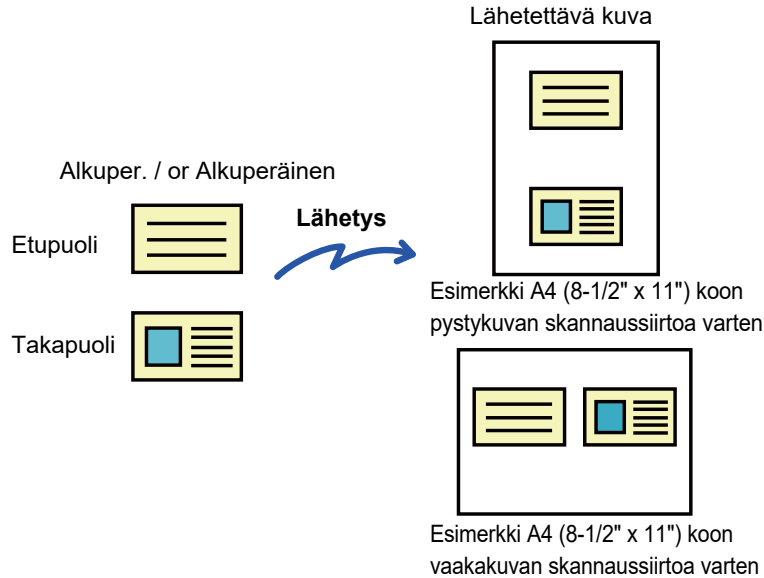 Lähetettävä kuva
Alkuper. / or Alkuperäinen
Etupuoli
Lähetys
Takapuoli
Esimerkki A4 (8-1/2" x 11") koon
pystykuvan skannaussiirtoa varten
Esimerkki A4 (8-1/2" x 11") koon
vaakakuvan skannaussiirtoa varten